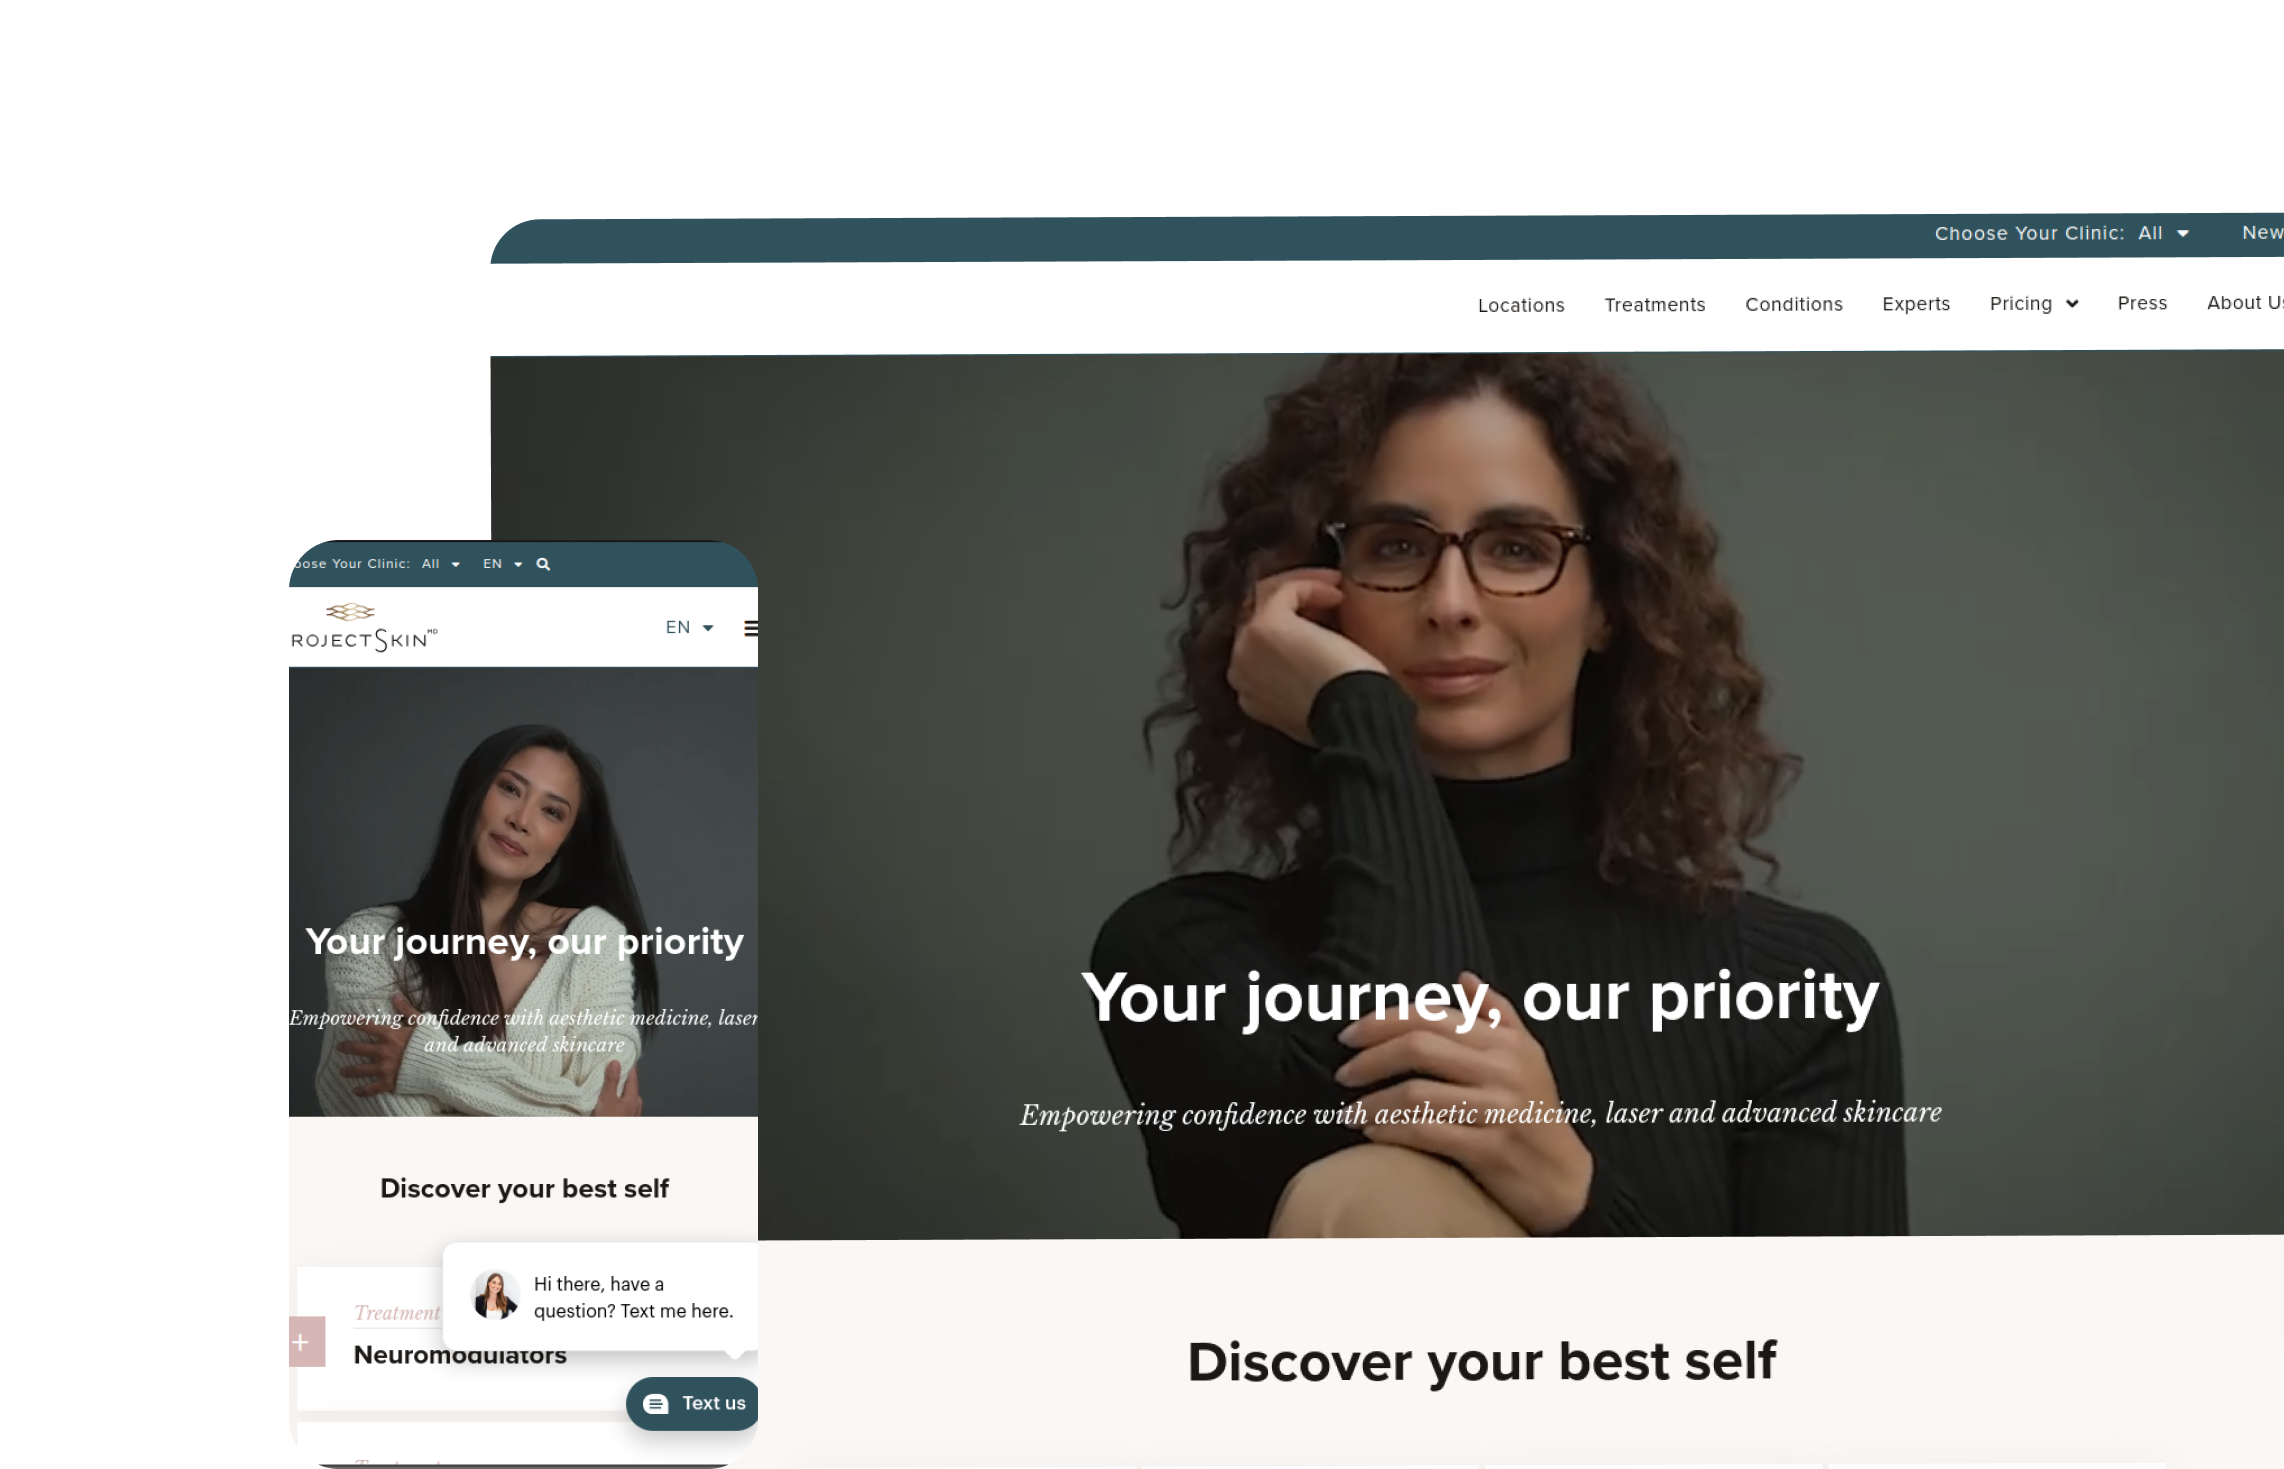 Choose Your Clinic: All
New
Locations Treatments Conditions Experts Pricing Press About Us
Your journey, our priority
Empowering confidence with aesthetic medicine, laser and advanced skincare
Discover your best self
oose Your Clinic: All EN
ROJECTSKIN MD
EN
Your journey, our priority
Empowering confidence with aesthetic medicine, laser
and advanced skincare
Discover your best self
Hi there, have a
question? Text me here.
Treatment
+
Neuromodulators
Text us